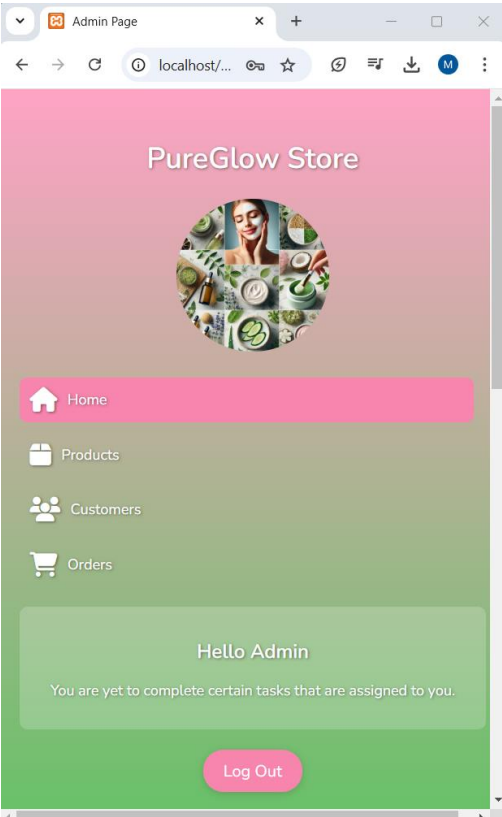 Admin Page
localhost/...
M
PureGlow Store
Home
Products
Customers
Orders
Hello Admin
You are yet to complete certain tasks that are assigned to you.
Log Out